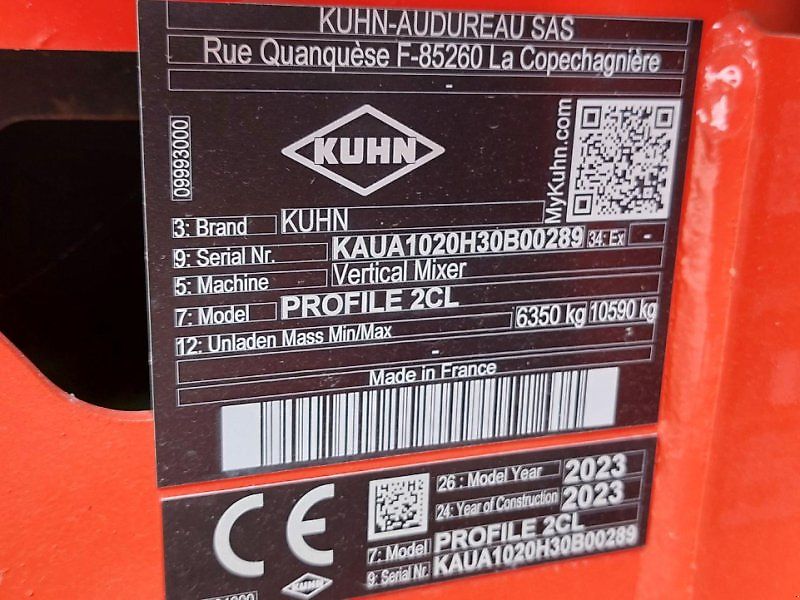 KUHN-AUDUREAU SAS
Rue Quanquèse F-85260 La Copechagnière
-
09993000
KUHN
MyKuhn.com
3: Brand KUHN
9: Serial Nr. KAUA1020H30B00289 34: Ex -
5: Machine Vertical Mixer
7: Model PROFILE 2CL
12: Unladen Mass Min/Max 6350 kg 10590 kg
-
Made in France
CE
KUHN
26 : Model Year 2023
24: Year of Construction 2023
7: Model PROFILE 2CL
9: Serial Nr. KAUA1020H30B00289